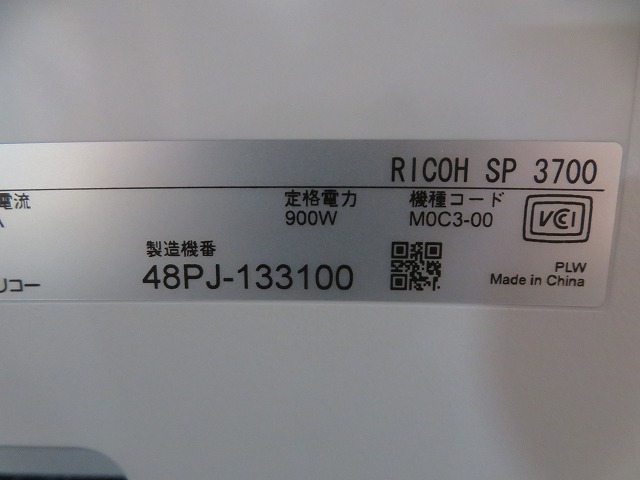 RICOH SP 3700
電流 定格電力 機種コード
A 900W M0C3-00
VCI
製造機番
48PJ-133100
リコー PLW
Made in China